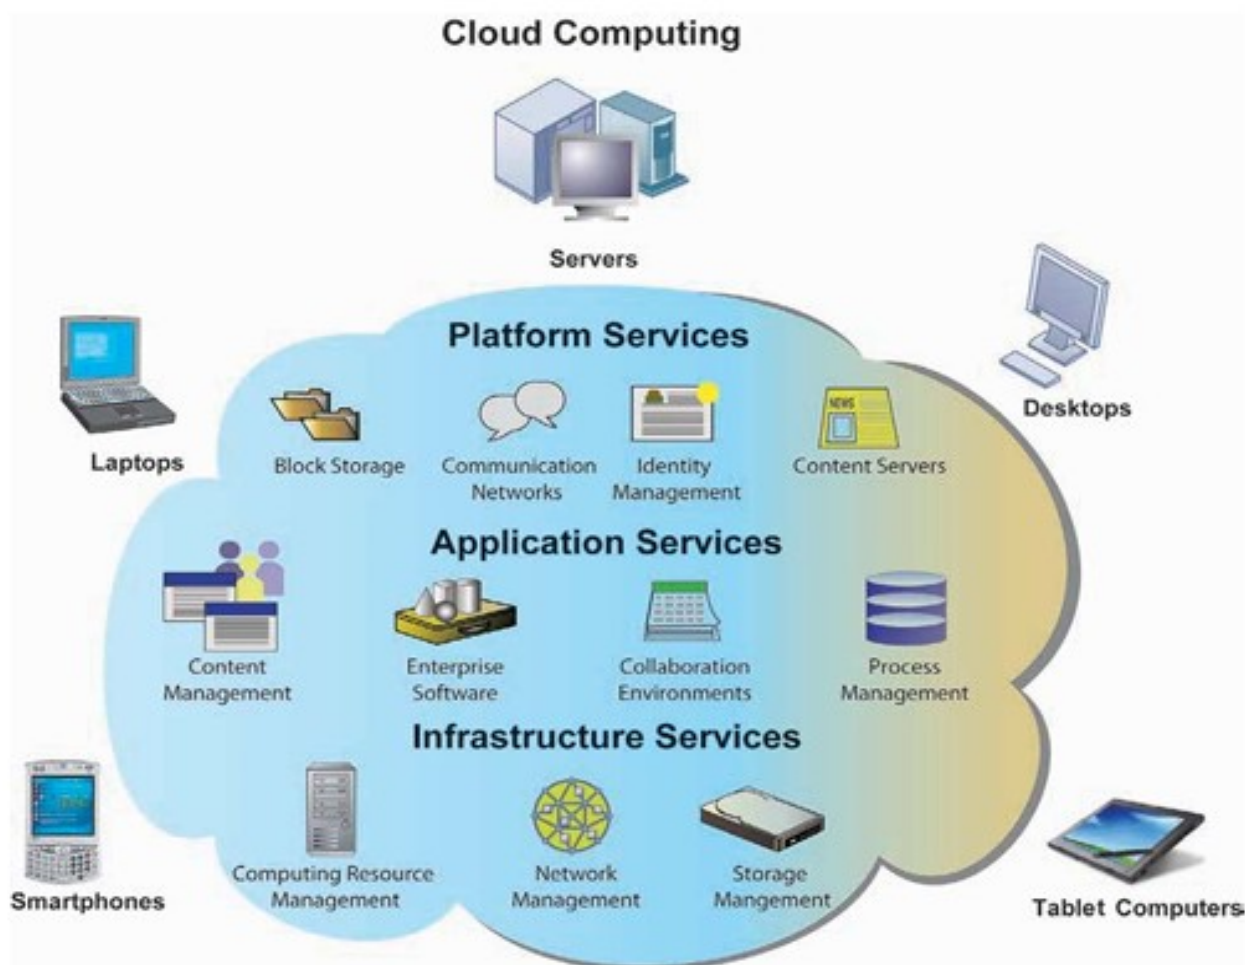 Cloud Computing
Servers
Platform Services
Laptops
Desktops
NEWS
Block Storage
Communication
Networks
Identity
Management
Content Servers
Application Services
Content
Management
Enterprise
Software
Collaboration
Environments
Process
Management
Infrastructure Services
Smartphones
Computing Resource
Management
Network
Management
Storage
Mangement
Tablet Computers